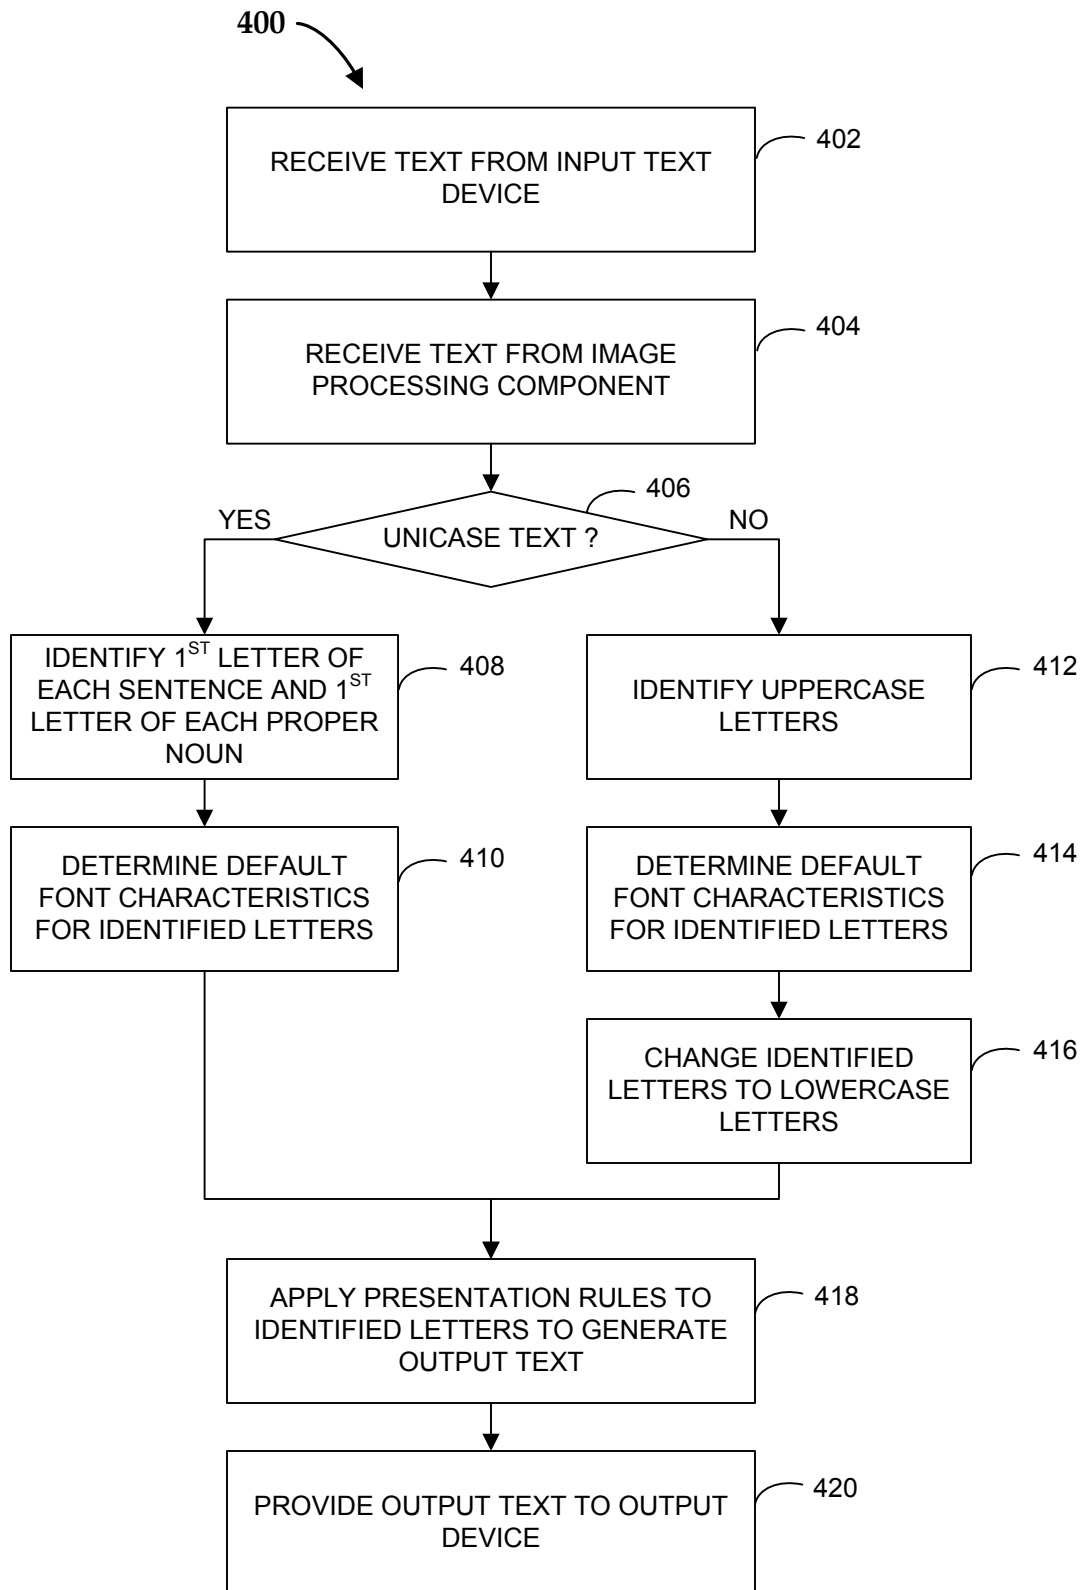 400
RECEIVE TEXT FROM INPUT TEXT
DEVICE
402
RECEIVE TEXT FROM IMAGE
PROCESSING COMPONENT
404
UNICASE TEXT ?
406
YES
NO
IDENTIFY 1ST LETTER OF
EACH SENTENCE AND 1ST
LETTER OF EACH PROPER
NOUN
408
IDENTIFY UPPERCASE
LETTERS
412
DETERMINE DEFAULT
FONT CHARACTERISTICS
FOR IDENTIFIED LETTERS
410
DETERMINE DEFAULT
FONT CHARACTERISTICS
FOR IDENTIFIED LETTERS
414
CHANGE IDENTIFIED
LETTERS TO LOWERCASE
LETTERS
416
APPLY PRESENTATION RULES TO
IDENTIFIED LETTERS TO GENERATE
OUTPUT TEXT
418
PROVIDE OUTPUT TEXT TO OUTPUT
DEVICE
420